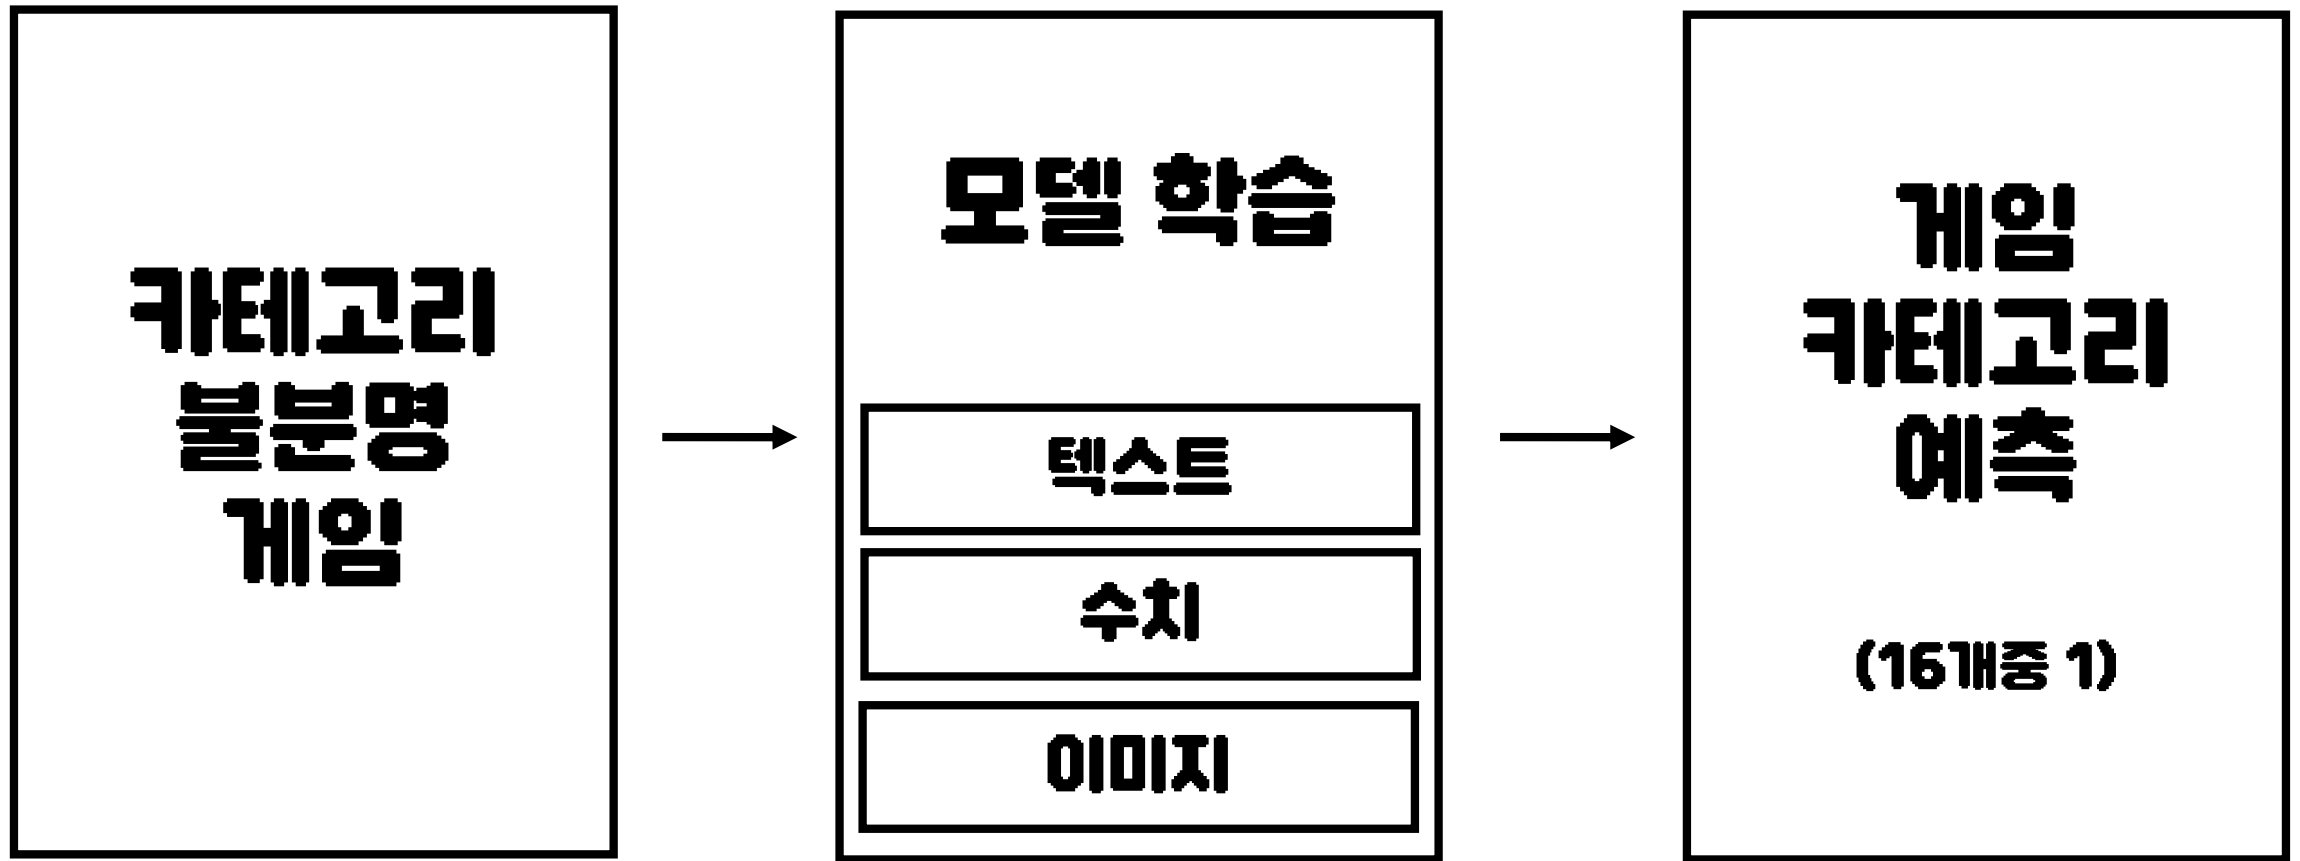 카테고리
불분명
게임
모델 학습
텍스트
수치
이미지
게임
카테고리
예측
(16개중 1)